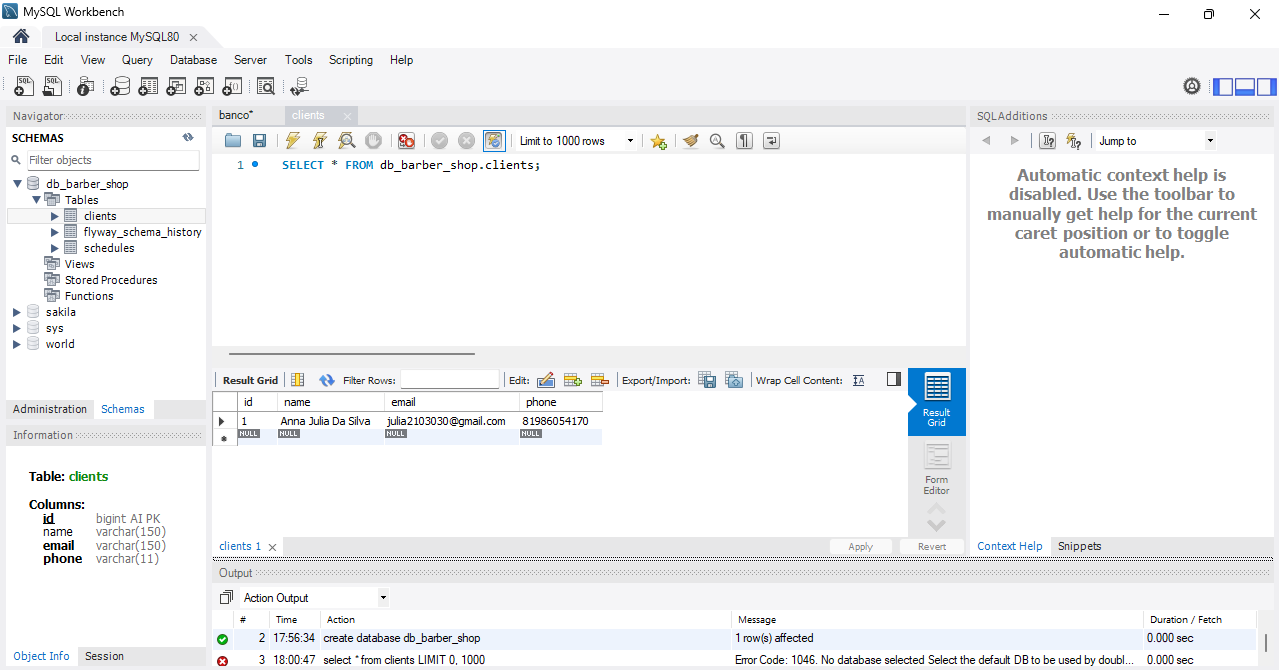 MySQL Workbench
Local instance MySQL80
File Edit View Query Database Server Tools Scripting Help
Navigator
SCHEMAS
Filter objects
db_barber_shop
Tables
clients
flyway_schema_history
schedules
Views
Stored Procedures
Functions
sakila
sys
world
Administration Schemas
Information
Table: clients
Columns:
id bigint AI PK
name varchar(150)
email varchar(150)
phone varchar(11)
Object Info Session
banco* clients
Limit to 1000 rows
1 SELECT * FROM db_barber_shop.clients;
Result Grid Filter Rows: Edit: Export/Import: Wrap Cell Content:
id name email phone
1 Anna Julia Da Silva julia2103030@gmail.com 81986054170
NULL NULL NULL NULL
Result
Grid
Form
Editor
clients 1 Apply Revert
Output
Action Output
# Time Action Message Duration / Fetch
2 17:56:34 create database db_barber_shop 1 row(s) affected 0.000 sec
3 18:00:47 select * from clients LIMIT 0, 1000 Error Code: 1046. No database selected Select the default DB to be used by doubl... 0.000 sec
SQLAdditions
Jump to
Automatic context help is
disabled. Use the toolbar to
manually get help for the current
caret position or to toggle
automatic help.
Context Help Snippets